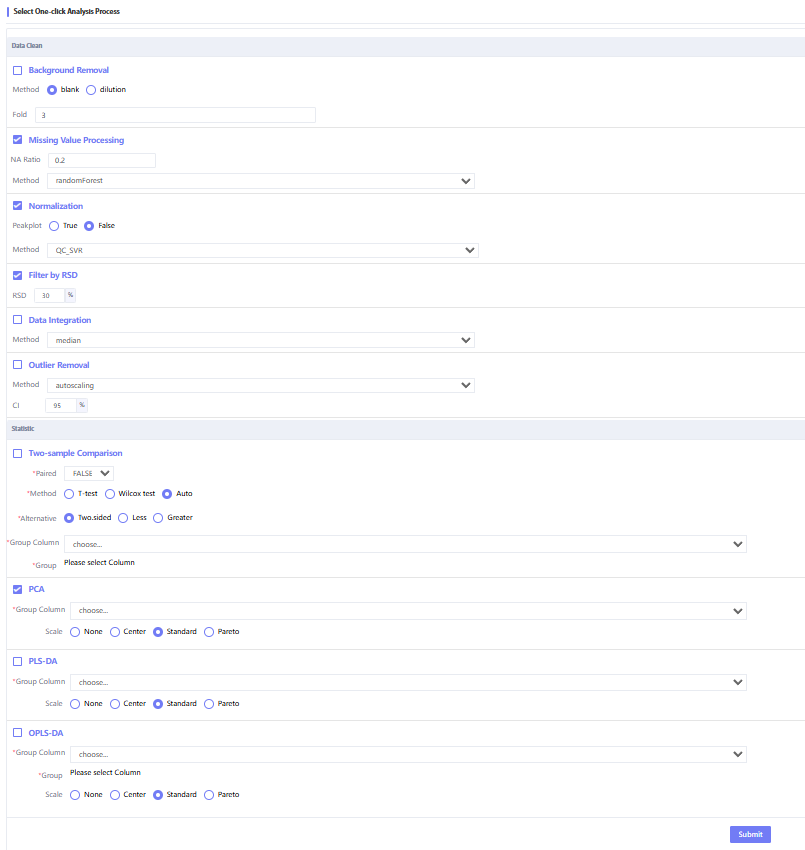 Select One-click Analysis Process
Data Clean
Background Removal
Method blank dilution
Fold 3
Missing Value Processing
NA Ratio 0.2
Method randomForest
Normalization
Peakplot True False
Method QC_SVR
Filter by RSD
RSD 30 %
Data Integration
Method median
Outlier Removal
Method autoscaling
CI 95 %
Statistic
Two-sample Comparison
*Paired FALSE
*Method T-test Wilcox test Auto
*Alternative Two.sided Less Greater
*Group Column choose...
*Group Please select Column
PCA
*Group Column choose...
Scale None Center Standard Pareto
PLS-DA
*Group Column choose...
Scale None Center Standard Pareto
OPLS-DA
*Group Column choose...
*Group Please select Column
Scale None Center Standard Pareto
Submit